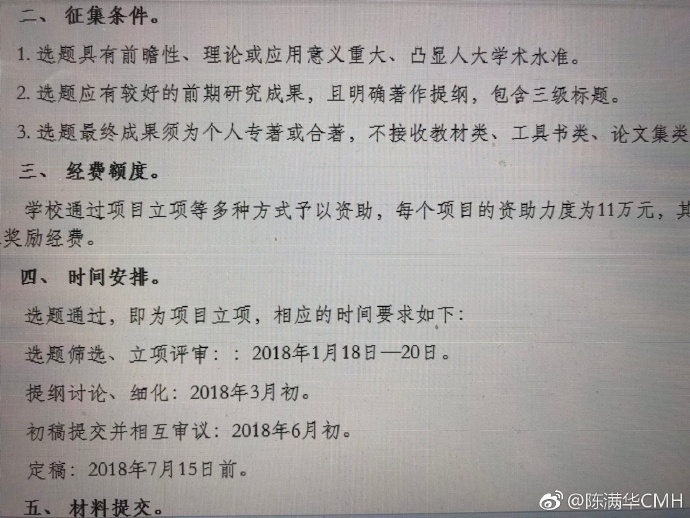 二、 征集条件。
1. 选题具有前瞻性、理论或应用意义重大、凸显人大学术水准。
2. 选题应有较好的前期研究成果，且明确著作提纲，包含三级标题。
3. 选题最终成果须为个人专著或合著，不接收教材类、工具书类、论文集类
三、 经费额度。
学校通过项目立项等多种方式予以资助，每个项目的资助力度为11万元，其
奖励经费。
四、 时间安排。
选题通过，即为项目立项，相应的时间要求如下：
选题筛选、立项评审：：2018年1月18日—20日。
提纲讨论、细化：2018年3月初。
初稿提交并相互审议：2018年6月初。
定稿：2018年7月15日前。
五、 材料提交。
@陈满华CMH